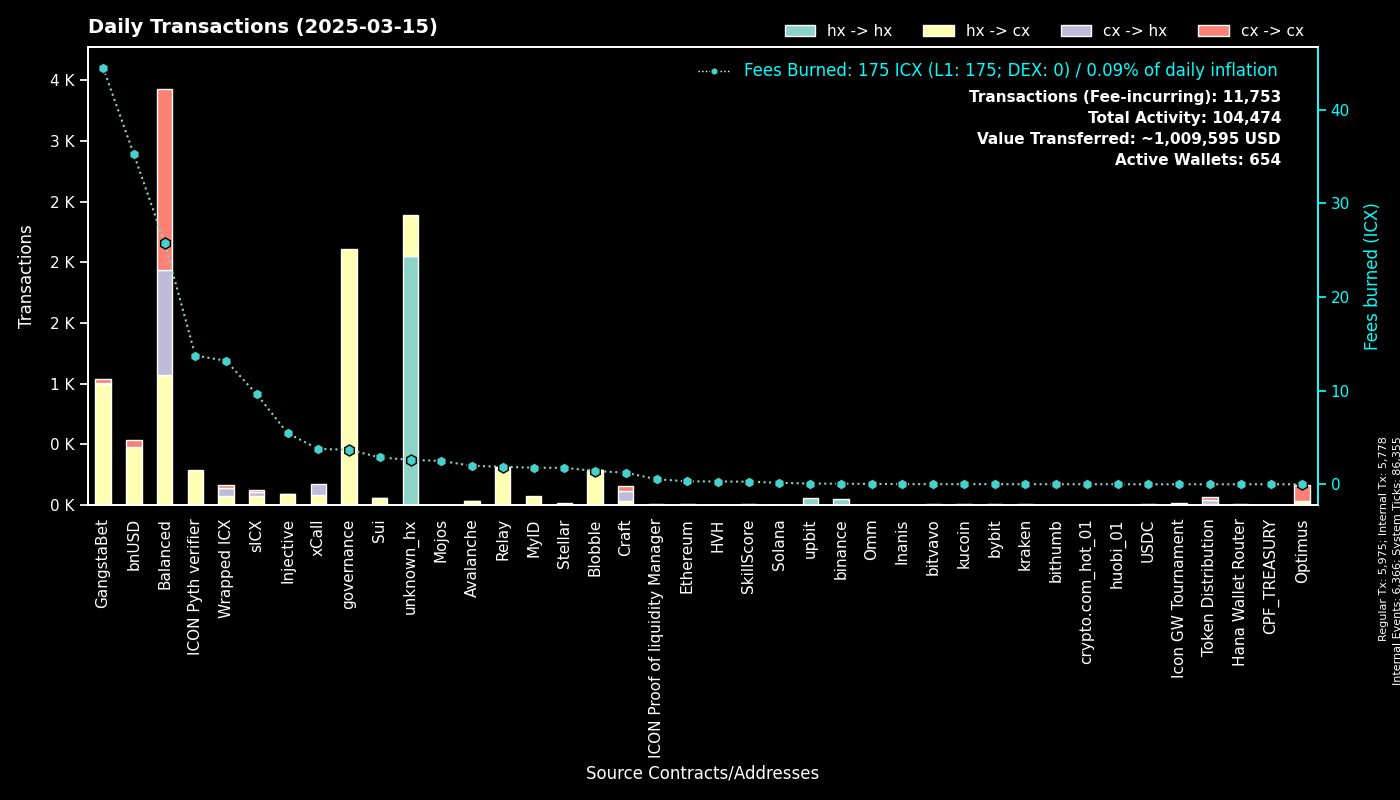 Daily Transactions (2025-03-15)
hx -> hx
hx -> cx
cx -> hx
cx -> cx
Fees Burned: 175 ICX (L1: 175; DEX: 0) / 0.09% of daily inflation
Transactions (Fee-incurring): 11,753
Total Activity: 104,474
Value Transferred: ~1,009,595 USD
Active Wallets: 654
Transactions
4 K
3 K
2 K
2 K
2 K
1 K
0 K
0 K
40
30
20
10
0
Fees burned (ICX)
GangstaBet
bnUSD
Balanced
ICON Pyth verifier
Wrapped ICX
sICX
Injective
xCall
governance
Sui
unknown_hx
Mojos
Avalanche
Relay
MyID
Stellar
Blobble
Craft
ICON Proof of liquidity Manager
Ethereum
HVH
SkillScore
Solana
upbit
binance
Omm
Inanis
bitvavo
kucoin
bybit
kraken
bithumb
crypto.com_hot_01
huobi_01
USDC
Icon GW Tournament
Token Distribution
Hana Wallet Router
CPF_TREASURY
Optimus
Source Contracts/Addresses
Regular Tx: 5,975; Internal Tx: 5,778
Internal Events: 6,366; System Ticks: 86,355